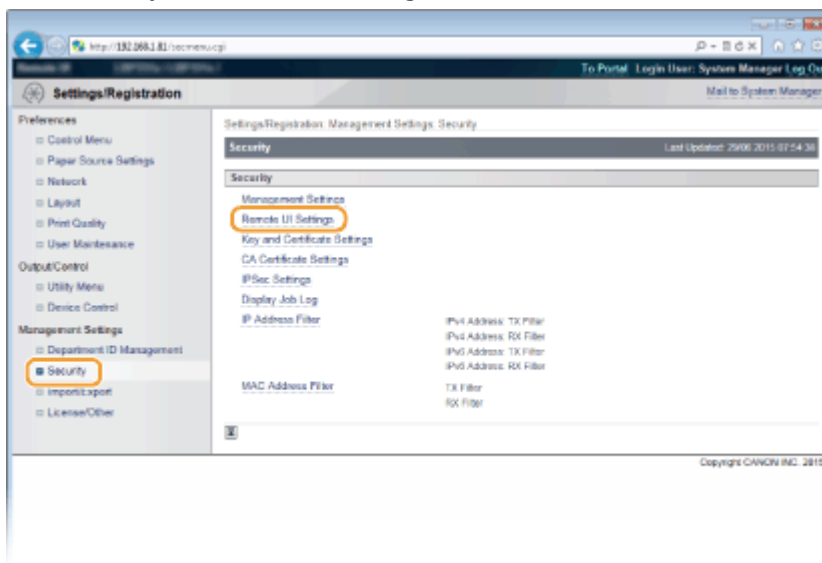 http://192.168.1.81/secmenu.cgi
To Portal Login User: System Manager Log Ou
Settings/Registration
Mail to System Manager
Preferences
Control Menu
Paper Source Settings
Network
Layout
Print Quality
User Maintenance
Output/Control
Utility Menu
Device Control
Management Settings
Department ID Management
Security
Import/Export
License/Other
Settings/Registration: Management Settings: Security
Security
Last Updated: 29/06 2015 07:54:38
Security
Management Settings
Remote UI Settings
Key and Certificate Settings
CA Certificate Settings
IPSec Settings
Display Job Log
IP Address Filter
IPv4 Address: TX Filter
IPv4 Address: RX Filter
IPv6 Address: TX Filter
IPv6 Address: RX Filter
MAC Address Filter
TX Filter
RX Filter
Copyright CANON INC. 2015